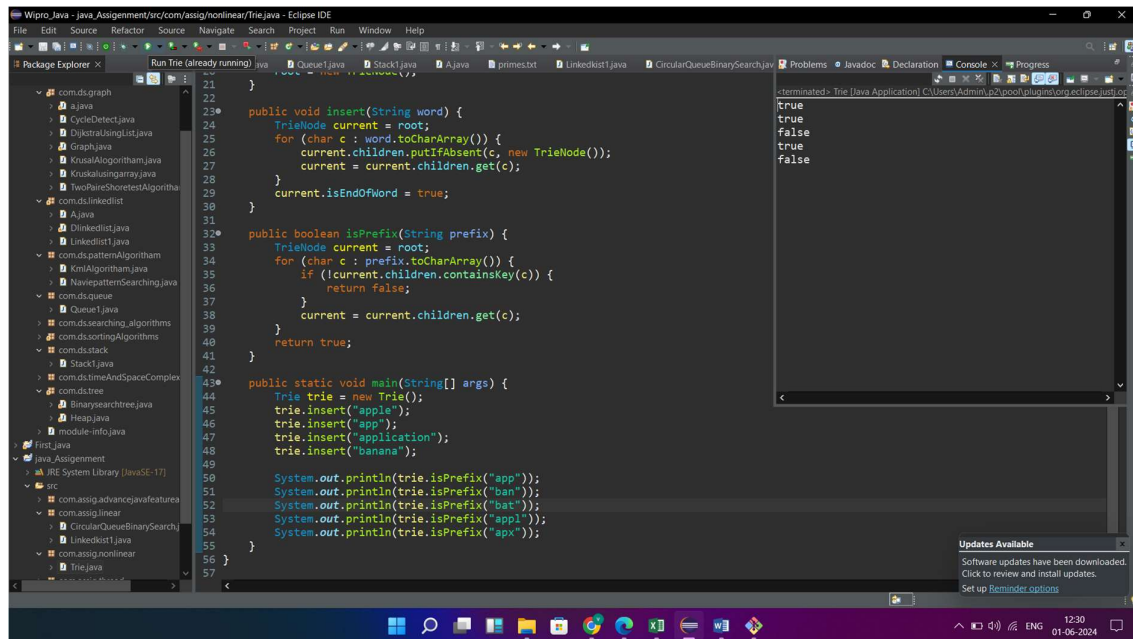 Wipro_Java - java_Assigenment/src/com/assig/nonlinear/Trie.java - Eclipse IDE
File Edit Source Refactor Source Navigate Search Project Run Window Help
Package Explorer
Run Trie (already running)
ava
Queue1.java
Stack1.java
A.java
primes.txt
Linkedkist1.java
CircularQueueBinarySearch.jav
Problems
Javadoc
Declaration
Console
Progress
com.ds.graph
a.java
CycleDetect.java
DijkstraUsingList.java
Graph.java
KrusalAlogoritham.java
Kruskalusingarray.java
TwoPaireShoretestAlgoritha
com.ds.linkedlist
A.java
Dlinkedlist.java
Linkedlist1.java
com.ds.patternAlgoritham
KmlAlgoritham.java
NaviepatternSearching.java
com.ds.queue
Queue1.java
com.ds.searching_algorithms
com.ds.sortingAlgorithms
com.ds.stack
Stack1.java
com.ds.timeAndSpaceComplex
com.ds.tree
Binarysearchtree.java
Heap.java
module-info.java
First_java
java_Assigenment
JRE System Library [JavaSE-17]
src
com.assig.advancejavafeaturea
com.assig.linear
CircularQueueBinarySearch.j
Linkedkist1.java
com.assig.nonlinear
Trie.java
20 root = new TrieNode();
21 }
22
23 public void insert(String word) {
24 TrieNode current = root;
25 for (char c : word.toCharArray()) {
26 current.children.putIfAbsent(c, new TrieNode());
27 current = current.children.get(c);
28 }
29 current.isEndOfWord = true;
30 }
31
32 public boolean isPrefix(String prefix) {
33 TrieNode current = root;
34 for (char c : prefix.toCharArray()) {
35 if (!current.children.containsKey(c)) {
36 return false;
37 }
38 current = current.children.get(c);
39 }
40 return true;
41 }
42
43 public static void main(String[] args) {
44 Trie trie = new Trie();
45 trie.insert("apple");
46 trie.insert("app");
47 trie.insert("application");
48 trie.insert("banana");
49
50 System.out.println(trie.isPrefix("app"));
51 System.out.println(trie.isPrefix("ban"));
52 System.out.println(trie.isPrefix("bat"));
53 System.out.println(trie.isPrefix("appl"));
54 System.out.println(trie.isPrefix("apx"));
55 }
56 }
57
<terminated> Trie [Java Application] C:\Users\Admin\.p2\pool\plugins\org.eclipse.justj.op
true
true
false
true
false
Updates Available
Software updates have been downloaded.
Click to review and install updates.
Set up Reminder options
ENG
12:30
01-06-2024